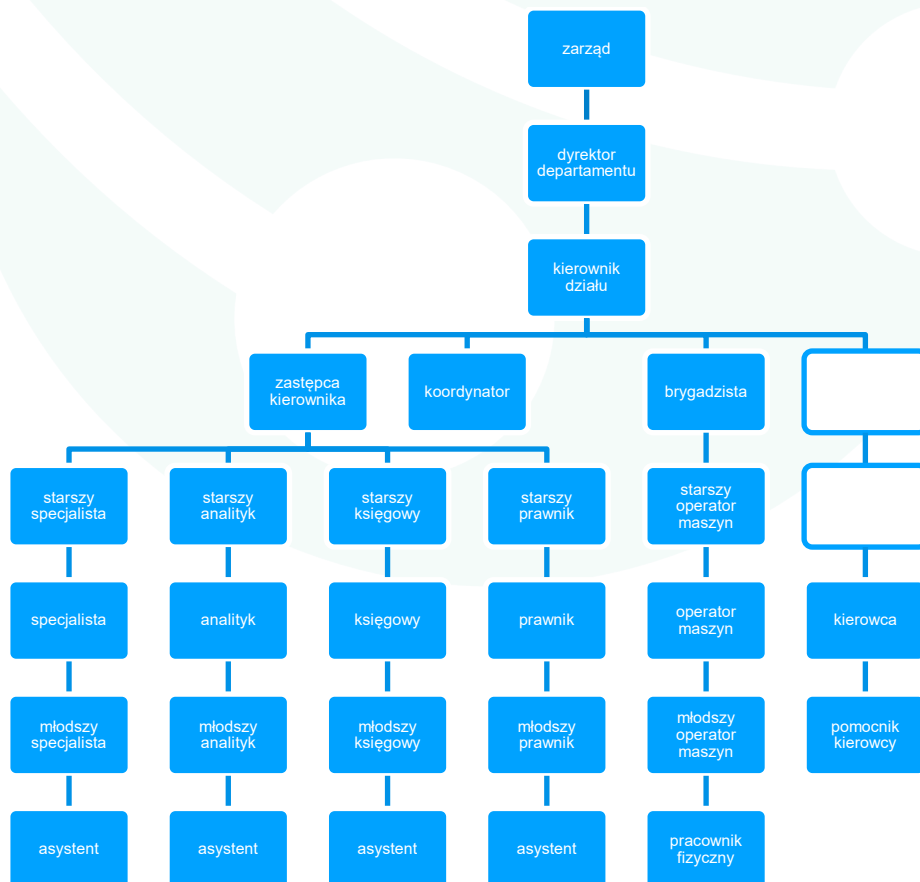 zarząd
dyrektor
departamentu
kierownik
działu
zastępca
kierownika
koordynator
brygadzista
starszy
specjalista
starszy
analityk
starszy
księgowy
starszy
prawnik
starszy
operator
maszyn
specjalista
analityk
księgowy
prawnik
operator
maszyn
kierowca
młodszy
specjalista
młodszy
analityk
młodszy
księgowy
młodszy
prawnik
młodszy
operator
maszyn
pomocnik
kierowcy
asystent
asystent
asystent
asystent
pracownik
fizyczny